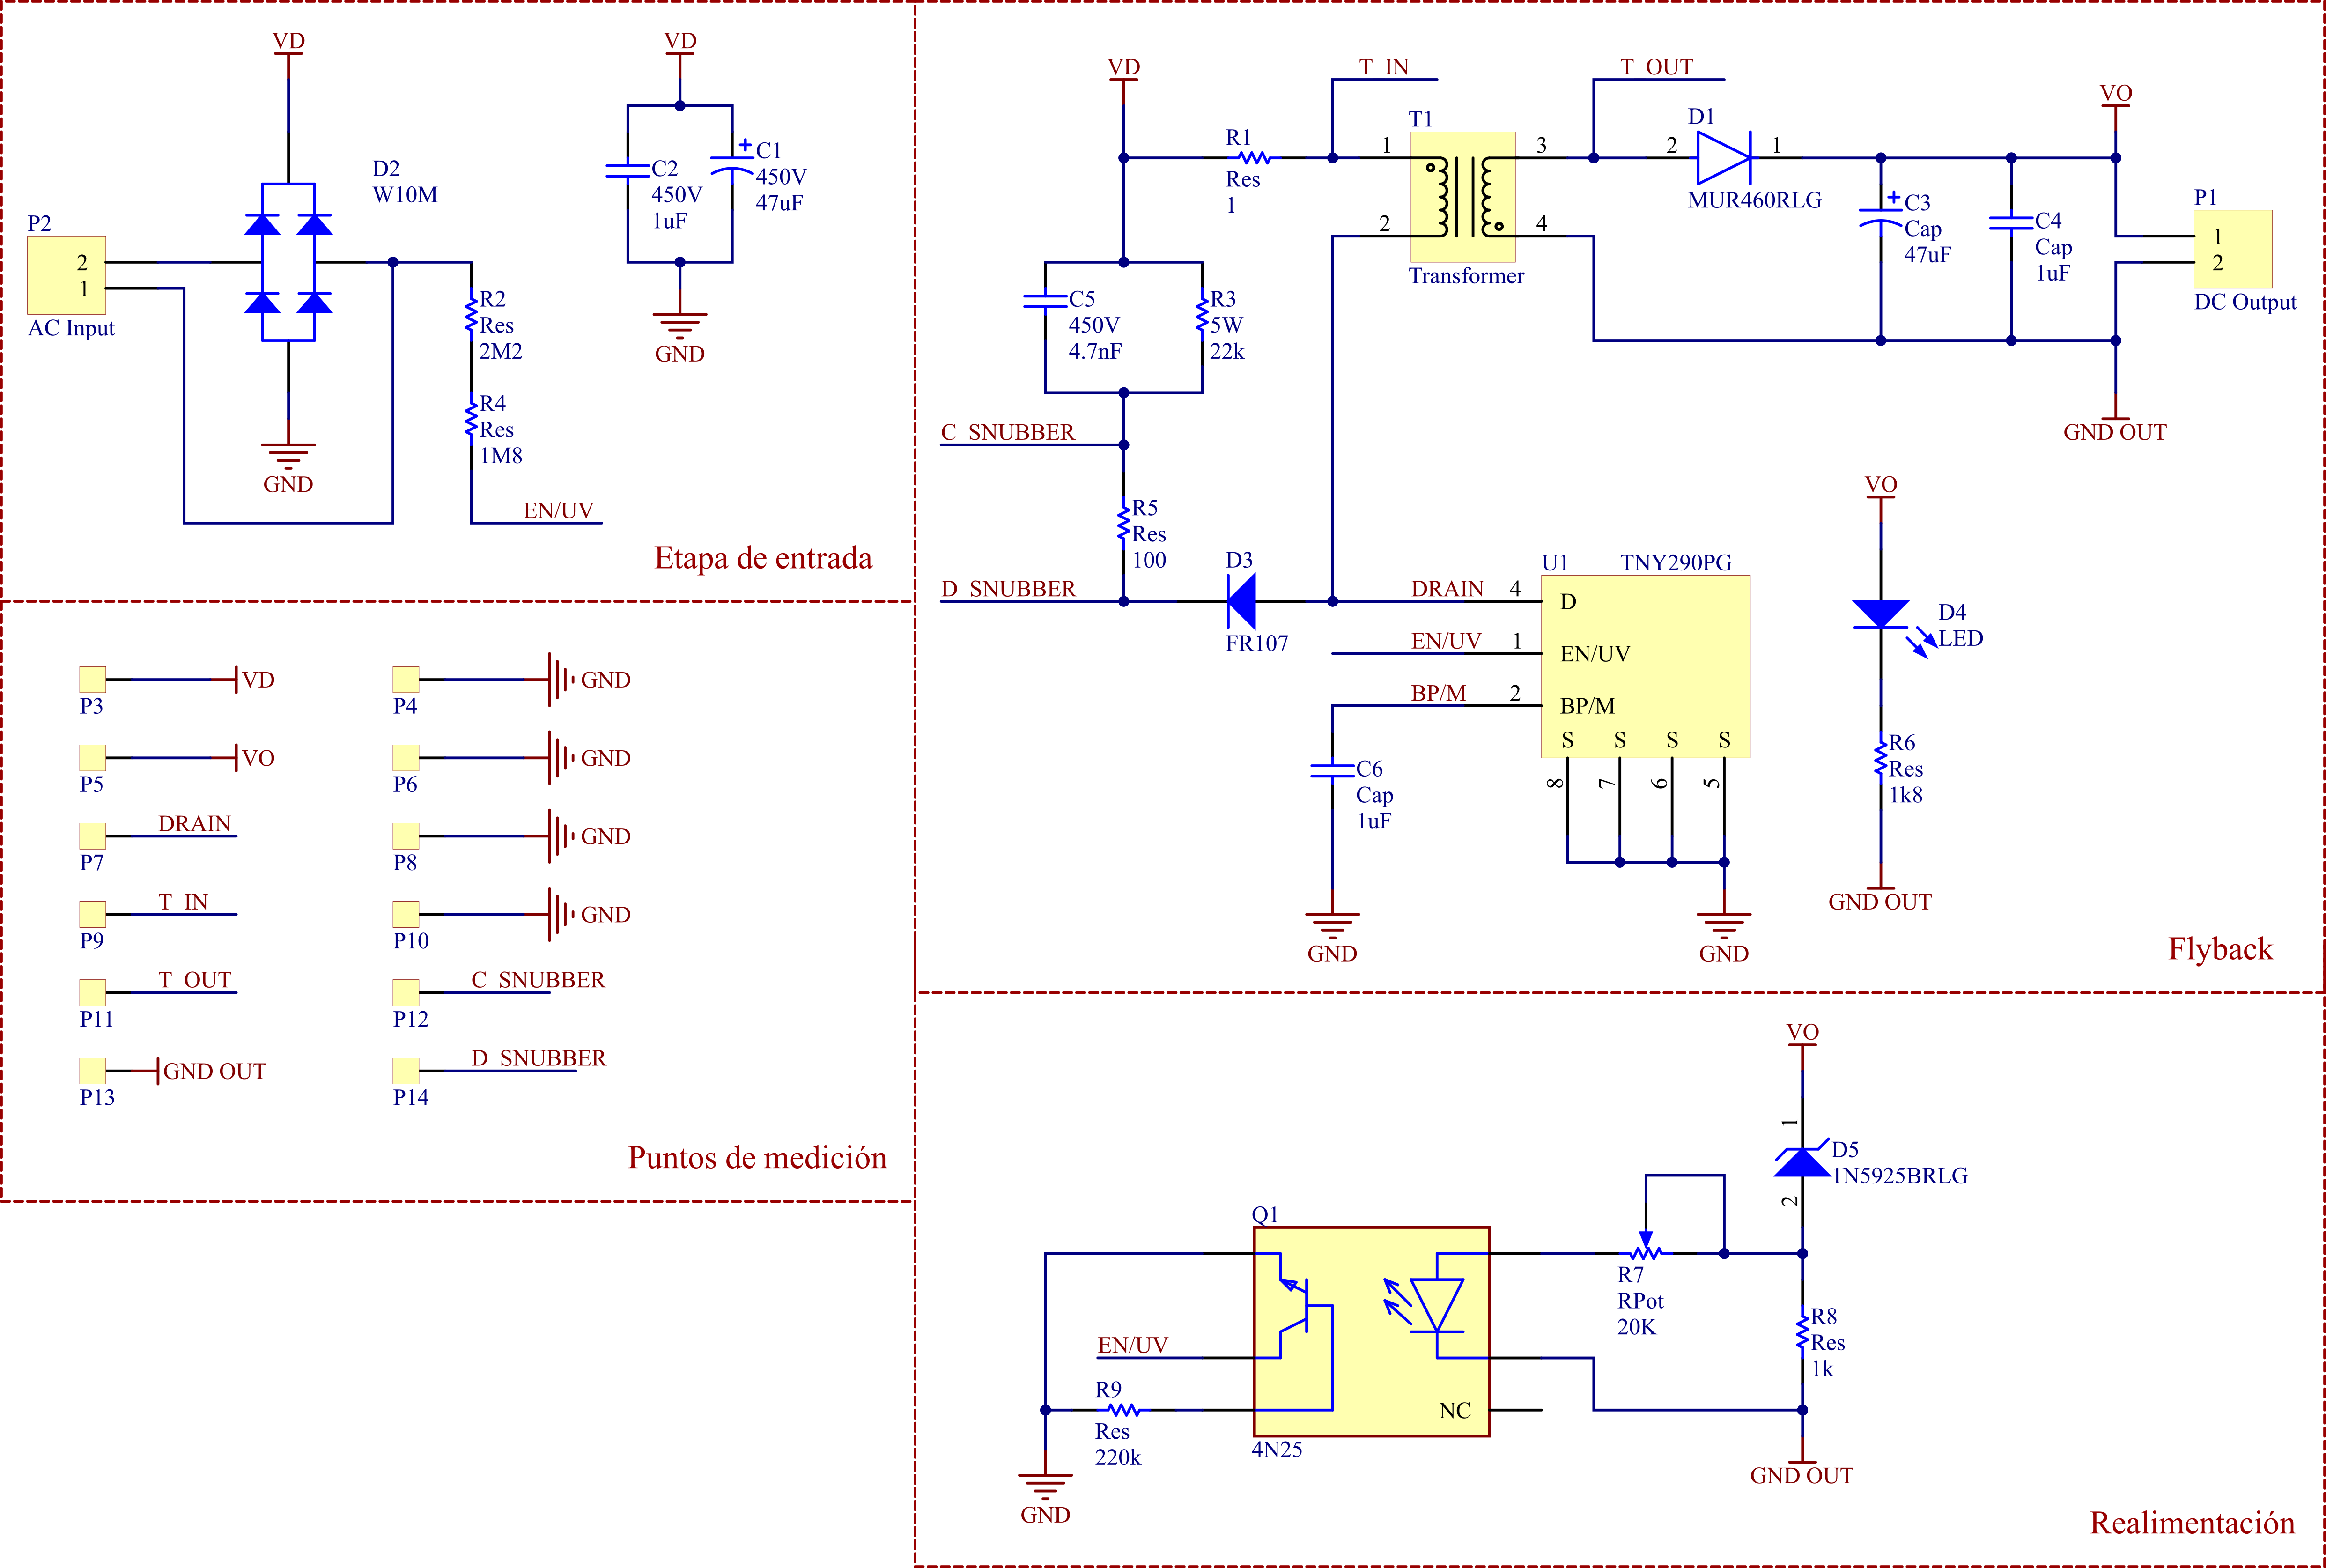 VD
VD
D2
W10M
C2
450V
1uF
C1
450V
47uF
P2
2
1
AC Input
R2
Res
2M2
R4
Res
1M8
GND
GND
EN/UV
Etapa de entrada
P3
VD
P4
GND
P5
VO
P6
GND
P7
DRAIN
P8
GND
P9
T IN
P10
GND
P11
T OUT
P12
C SNUBBER
P13
GND OUT
P14
D SNUBBER
Puntos de medición
VD
T IN
T OUT
VO
R1
Res
1
T1
1
2
3
4
Transformer
D1
2
1
MUR460RLG
C3
Cap
47uF
C4
Cap
1uF
P1
1
2
DC Output
GND OUT
C5
450V
4.7nF
R3
5W
22k
C SNUBBER
R5
Res
100
D SNUBBER
D3
FR107
U1
TNY290PG
DRAIN
4
D
EN/UV
1
EN/UV
BP/M
2
BP/M
S
S
S
S
8
7
6
5
C6
Cap
1uF
GND
GND
VO
D4
LED
R6
Res
1k8
GND OUT
Flyback
VO
1
D5
1N5925BRLG
2
Q1
R7
RPot
20K
EN/UV
R8
Res
1k
R9
Res
220k
NC
4N25
GND
GND OUT
Realimentación